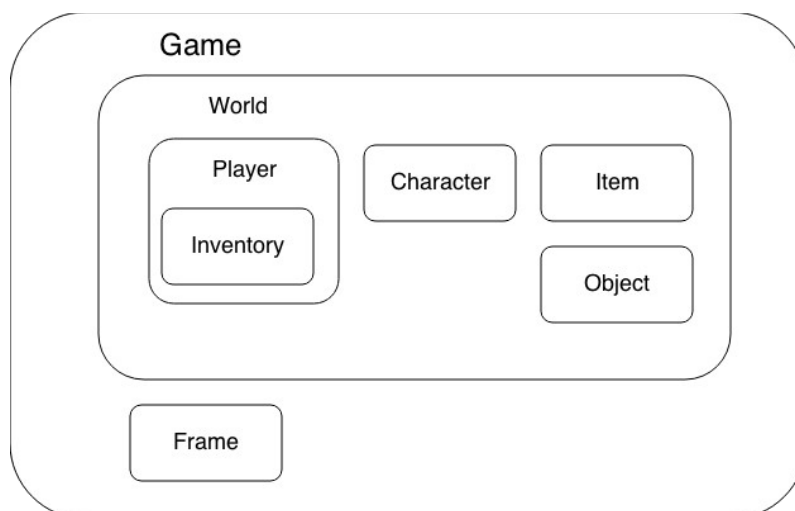 Game
World
Player
Character
Item
Inventory
Object
Frame